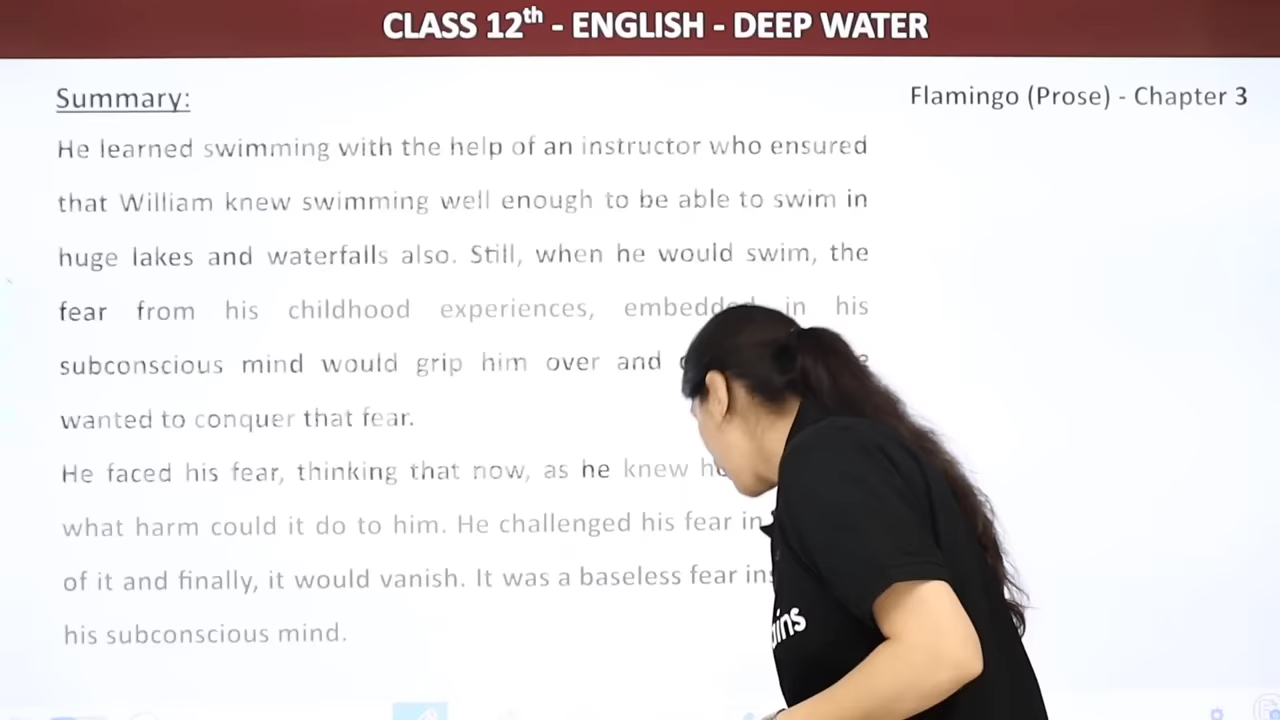 CLASS 12th - ENGLISH - DEEP WATER
Summary:
Flamingo (Prose) - Chapter 3
He learned swimming with the help of an instructor who ensured
that William knew swimming well enough to be able to swim in
huge lakes and waterfalls also. Still, when he would swim, the
fear from his childhood experiences, embedded in his
subconscious mind would grip him over and
wanted to conquer that fear.
He faced his fear, thinking that now, as he knew
what harm could it do to him. He challenged his fear in
of it and finally, it would vanish. It was a baseless fear
his subconscious mind.